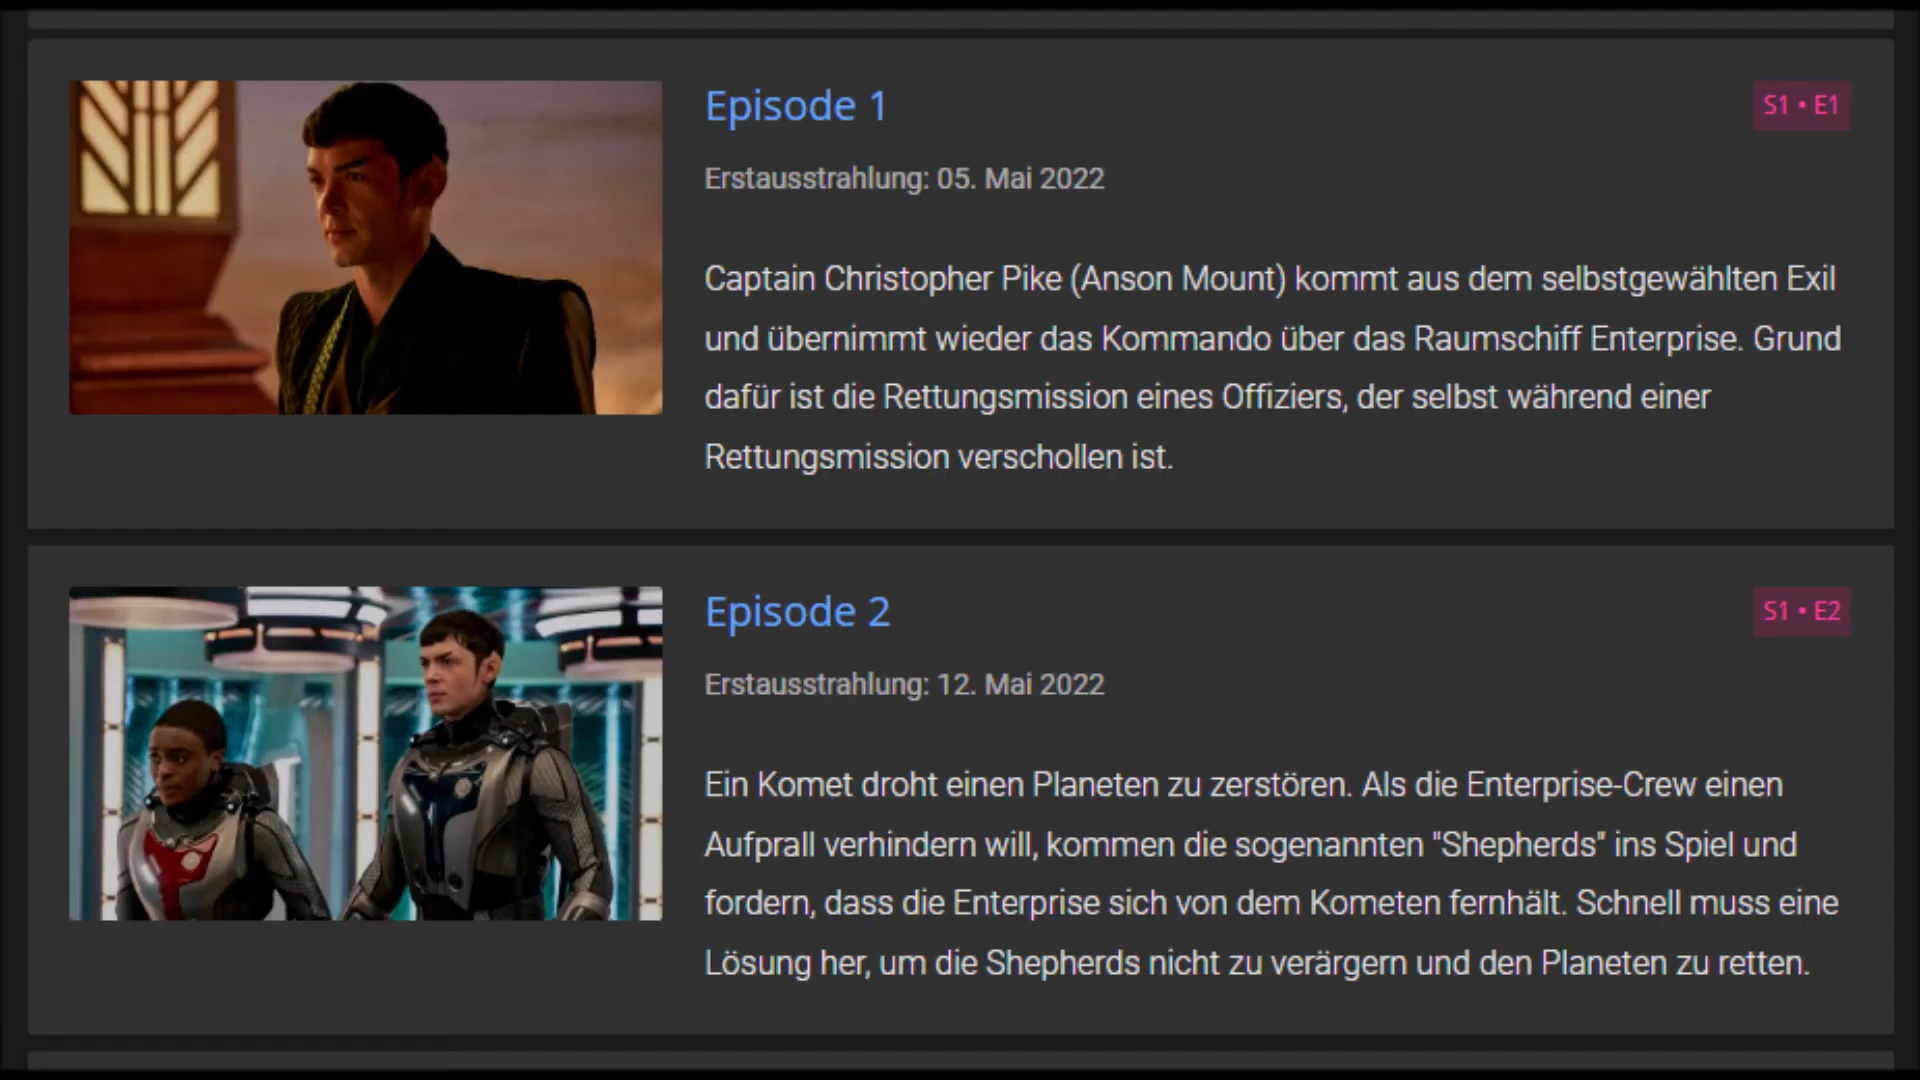 Episode 1
S1 • E1
Erstausstrahlung: 05. Mai 2022
Captain Christopher Pike (Anson Mount) kommt aus dem selbstgewählten Exil
und übernimmt wieder das Kommando über das Raumschiff Enterprise. Grund
dafür ist die Rettungsmission eines Offiziers, der selbst während einer
Rettungsmission verschollen ist.
Episode 2
S1 • E2
Erstausstrahlung: 12. Mai 2022
Ein Komet droht einen Planeten zu zerstören. Als die Enterprise-Crew einen
Aufprall verhindern will, kommen die sogenannten "Shepherds" ins Spiel und
fordern, dass die Enterprise sich von dem Kometen fernhält. Schnell muss eine
Lösung her, um die Shepherds nicht zu verärgern und den Planeten zu retten.